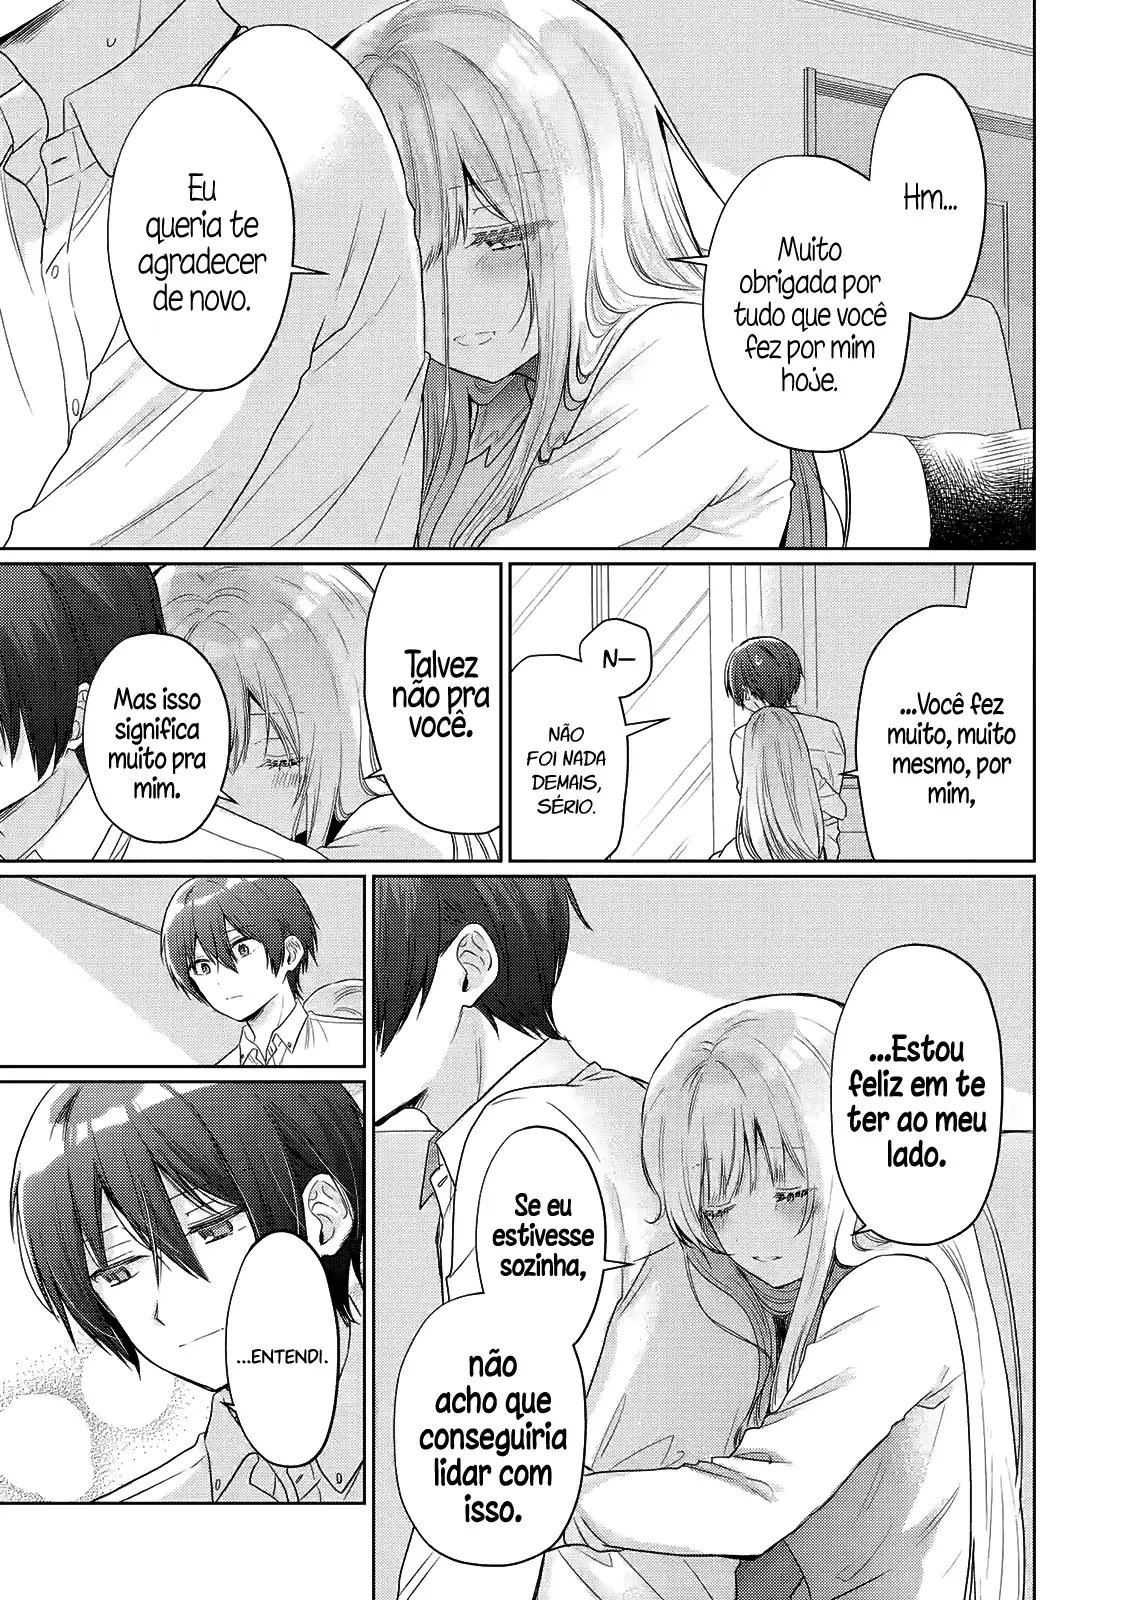 Hm...
Muito
obrigada por
tudo que você
fez por mim
hoje.
Eu
queria te
agradecer
de novo.
...Você fez
muito, muito
mesmo, por
mim,
N–
NÃO
FOI NADA
DEMAIS,
SÉRIO.
Talvez
não pra
você.
Mas isso
significa
muito pra
mim.
...Estou
feliz em te
ter ao meu
lado.
Se eu
estivesse
sozinha,
não
acho que
conseguiria
lidar com
isso.
...ENTENDI.